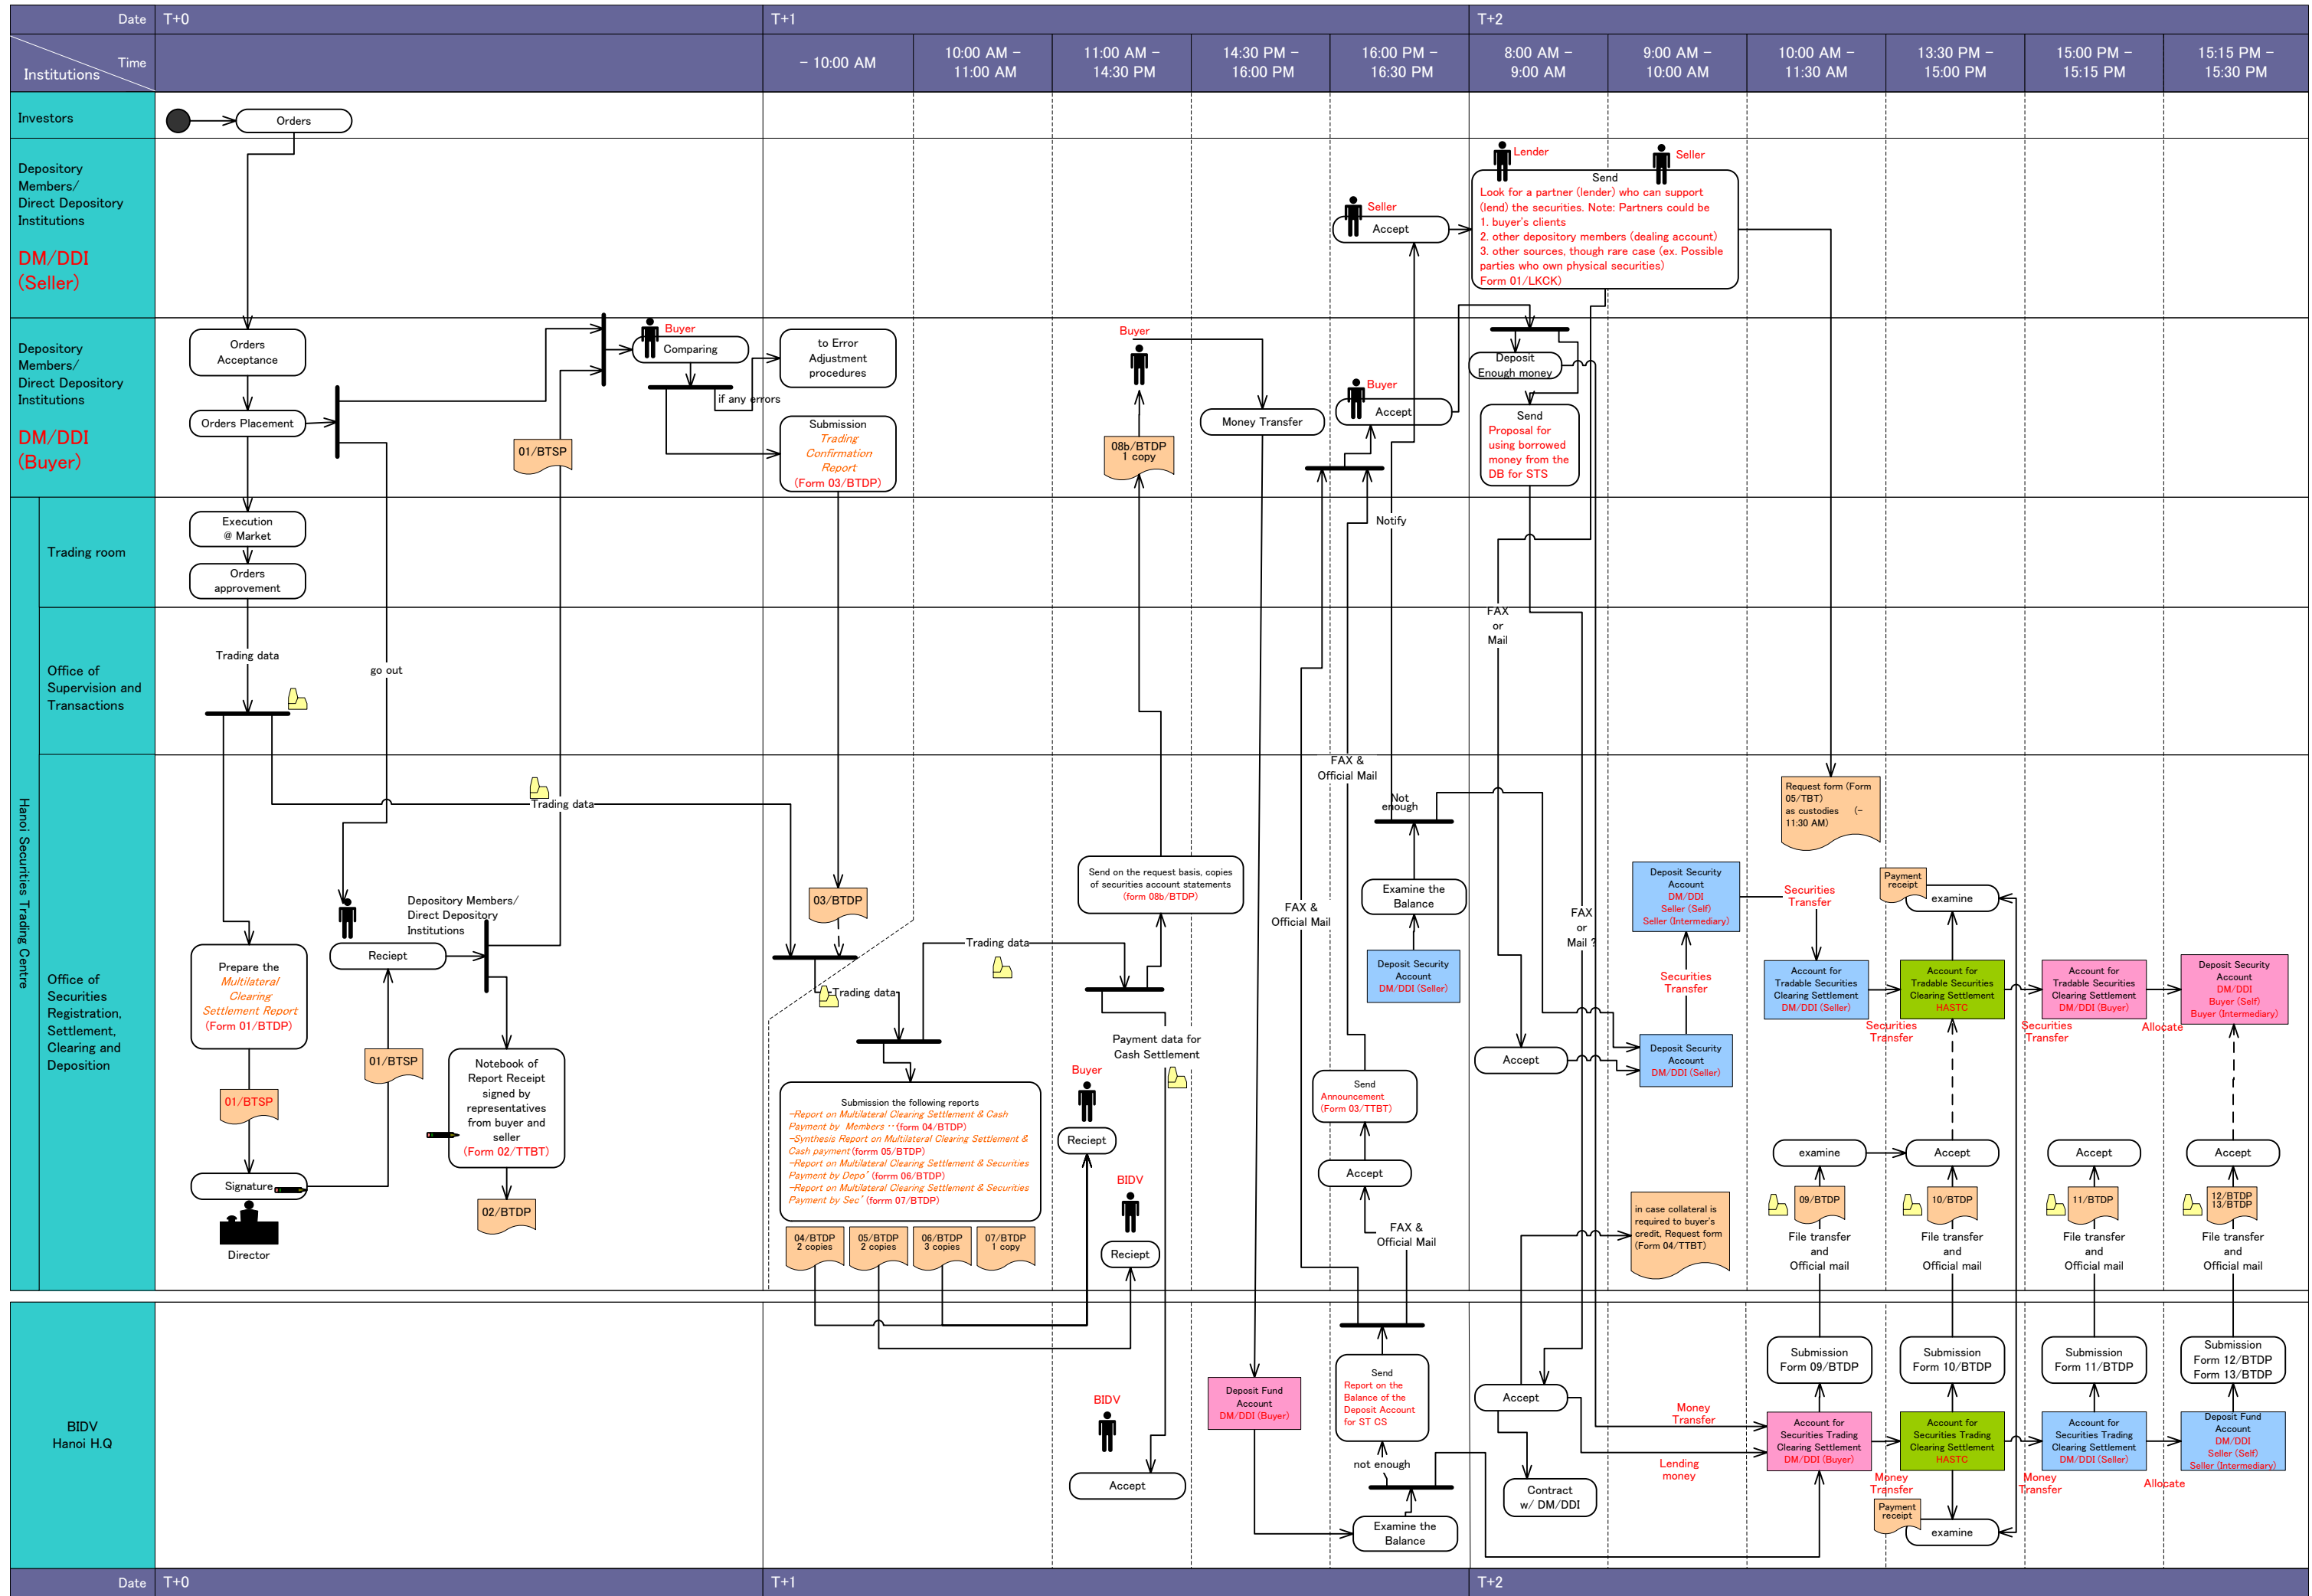 Date
T+0
T+1
T+2
Time
Institutions
- 10:00 AM
10:00 AM -
11:00 AM
11:00 AM -
14:30 PM
14:30 PM -
16:00 PM
16:00 PM -
16:30 PM
8:00 AM -
9:00 AM
9:00 AM -
10:00 AM
10:00 AM -
11:30 AM
13:30 PM -
15:00 PM
15:00 PM -
15:15 PM
15:15 PM -
15:30 PM
Investors
Orders
Depository
Members/
Direct Depository
Institutions
DM/DDI
(Seller)
Seller
Accept
Lender
Seller
Send
Look for a partner (lender) who can support
(lend) the securities. Note: Partners could be
1. buyer's clients
2. other depository members (dealing account)
3. other sources, though rare case (ex. Possible
parties who own physical securities)
Form 01/LKCK)
Depository
Members/
Direct Depository
Institutions
DM/DDI
(Buyer)
Orders
Acceptance
Orders Placement
01/BTSP
Buyer
Comparing
if any errors
to Error
Adjustment
procedures
Submission
Trading
Confirmation
Report
(Form 03/BTDP)
Buyer
08b/BTDP
1 copy
Money Transfer
Buyer
Accept
Deposit
Enough money
Send
Proposal for
using borrowed
money from the
DB for STS
Hanoi Securities Trading Centre
Trading room
Execution
@ Market
Orders
approvement
Notify
Office of
Supervision and
Transactions
Trading data
go out
FAX
or
Mail
Office of
Securities
Registration,
Settlement,
Clearing and
Deposition
Trading data
FAX &
Official Mail
Not
enough
Request form (Form
05/TBT)
as custodies (-
11:30 AM)
Prepare the
Multilateral
Clearing
Settlement Report
(Form 01/BTDP)
01/BTSP
Signature
Director
Depository Members/
Direct Depository
Institutions
Reciept
01/BTSP
Notebook of
Report Receipt
signed by
representatives
from buyer and
seller
(Form 02/TTBT)
02/BTDP
03/BTDP
Trading data
Trading data
Send on the request basis, copies
of securities account statements
(form 08b/BTDP)
Payment data for
Cash Settlement
Submission the following reports
-Report on Multilateral Clearing Settlement & Cash
Payment by Members ··(form 04/BTDP)
-Synthesis Report on Multilateral Clearing Settlement &
Cash payment(forrm 05/BTDP)
-Report on Multilateral Clearing Settlement & Securities
Payment by Depo' (form 06/BTDP)
-Report on Multilateral Clearing Settlement & Securities
Payment by Sec' (forrm 07/BTDP)
04/BTDP
2 copies
05/BTDP
2 copies
06/BTDP
3 copies
07/BTDP
1 copy
Buyer
Reciept
BIDV
Reciept
FAX &
Official Mail
Examine the
Balance
Deposit Security
Account
DM/DDI (Seller)
Send
Announcement
(Form 03/TTBT)
Accept
FAX &
Official Mail
FAX
or
Mail ?
Accept
Deposit Security
Account
DM/DDI
Seller (Self)
Seller (Intermediary)
Securities
Transfer
Securities
Transfer
Deposit Security
Account
DM/DDI (Seller)
in case collateral is
required to buyer's
credit, Request form
(Form 04/TTBT)
Account for
Tradable Securities
Clearing Settlement
DM/DDI (Seller)
Securities
Transfer
Payment
receipt
examine
Account for
Tradable Securities
Clearing Settlement
HASTC
Securities
Transfer
Account for
Tradable Securities
Clearing Settlement
DM/DDI (Buyer)
Allocate
Deposit Security
Account
DM/DDI
Buyer (Self)
Buyer (Intermediary)
examine
Accept
Accept
Accept
09/BTDP
10/BTDP
11/BTDP
12/BTDP
13/BTDP
File transfer
and
Official mail
File transfer
and
Official mail
File transfer
and
Official mail
File transfer
and
Official mail
BIDV
Hanoi H.Q
BIDV
Accept
Deposit Fund
Account
DM/DDI (Buyer)
Send
Report on the
Balance of the
Deposit Account
for ST CS
not enough
Examine the
Balance
Accept
Contract
w/ DM/DDI
Money
Transfer
Lending
money
Submission
Form 09/BTDP
Submission
Form 10/BTDP
Submission
Form 11/BTDP
Submission
Form 12/BTDP
Form 13/BTDP
Account for
Securities Trading
Clearing Settlement
DM/DDI (Buyer)
Money
Transfer
Account for
Securities Trading
Clearing Settlement
HASTC
Money
Transfer
Account for
Securities Trading
Clearing Settlement
DM/DDI (Seller)
Allocate
Deposit Fund
Account
DM/DDI
Seller (Self)
Seller (Intermediary)
Payment
receipt
examine
Date
T+0
T+1
T+2